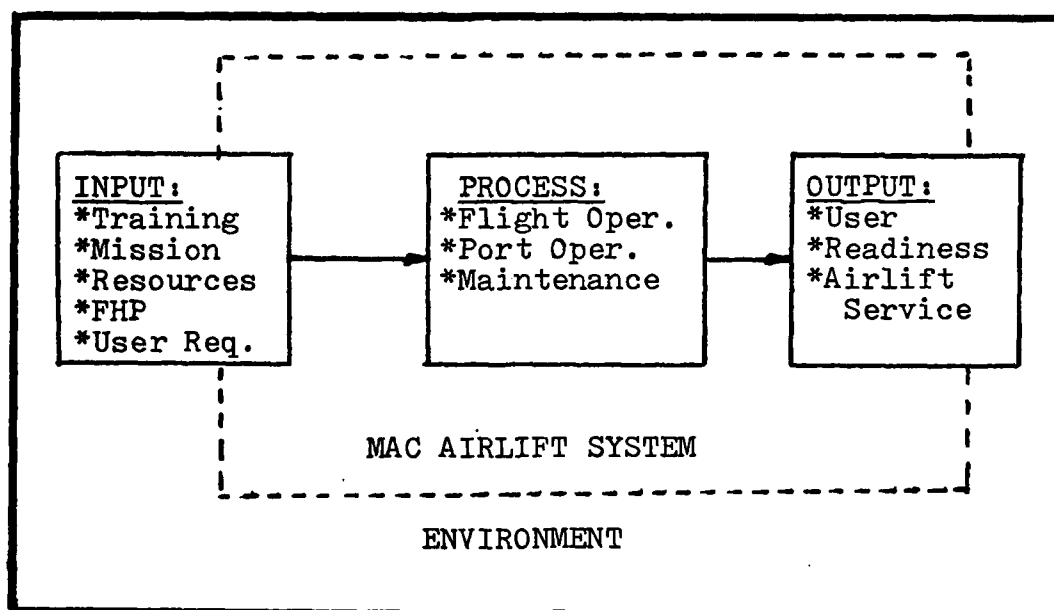 INPUT:
*Training
*Mission
*Resources
*FHP
*User Req.
PROCESS:
*Flight Oper.
*Port Oper.
*Maintenance
OUTPUT:
*User
*Readiness
*Airlift
Service
MAC AIRLIFT SYSTEM
ENVIRONMENT